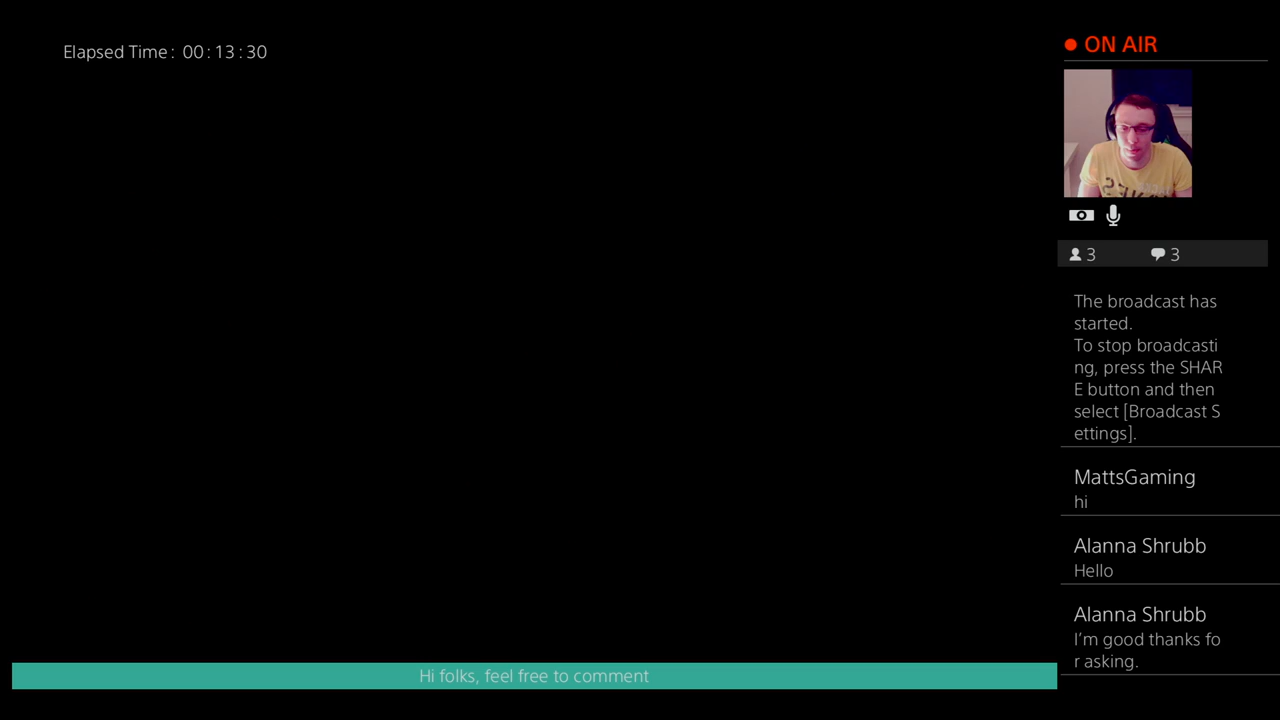 Elapsed Time: 00:13:30
ON AIR
3 3
The broadcast has
started.
To stop broadcasti
ng, press the SHAR
E button and then
select [Broadcast S
ettings].
MattsGaming
hi
Alanna Shrubb
Hello
Alanna Shrubb
I'm good thanks fo
r asking.
Hi folks, feel free to comment